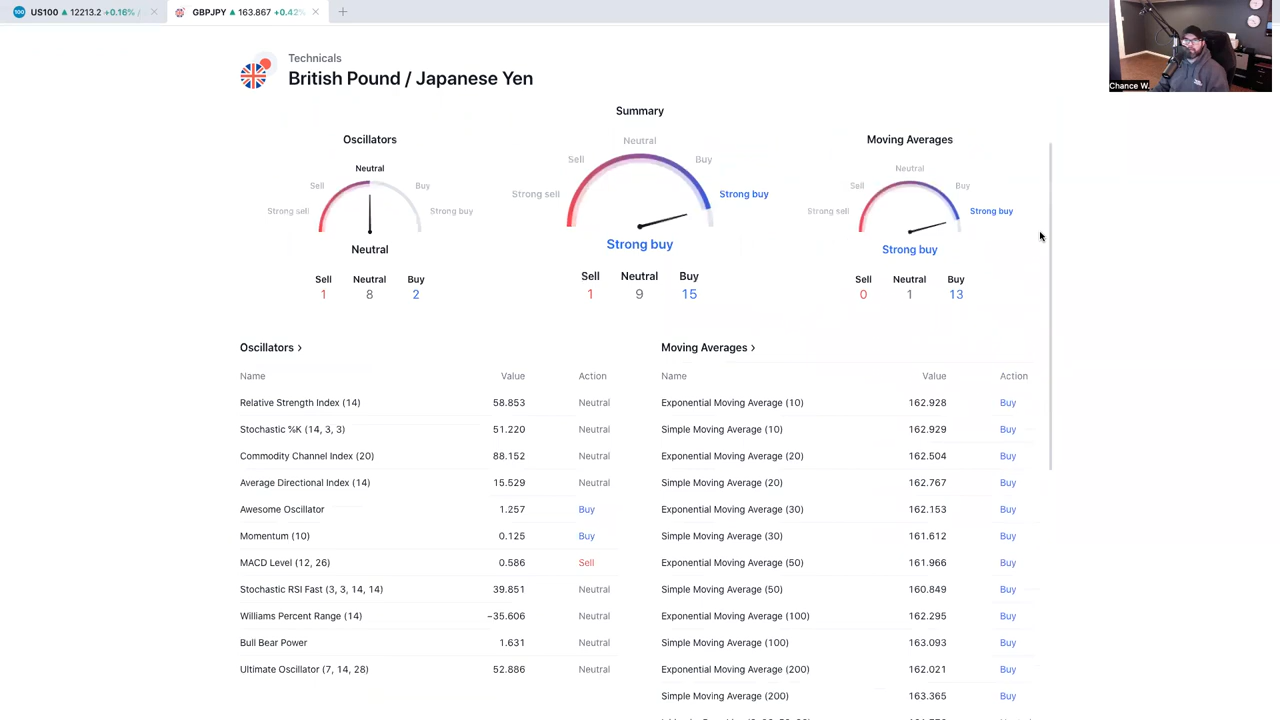 US100 ▲ 12213.2 +0.16% /
GBPJPY ▲ 163.867 +0.42%
Chance W.
Technicals
British Pound / Japanese Yen
Summary
Neutral
Sell
Buy
Strong sell
Strong buy
Strong buy
Sell Neutral Buy
1 9 15
Oscillators
Neutral
Sell
Buy
Strong sell
Strong buy
Neutral
Sell Neutral Buy
1 8 2
Moving Averages
Neutral
Sell
Buy
Strong sell
Strong buy
Strong buy
Sell Neutral Buy
0 1 13
Oscillators >
Name Value Action
Relative Strength Index (14) 58.853 Neutral
Stochastic %K (14, 3, 3) 51.220 Neutral
Commodity Channel Index (20) 88.152 Neutral
Average Directional Index (14) 15.529 Neutral
Awesome Oscillator 1.257 Buy
Momentum (10) 0.125 Buy
MACD Level (12, 26) 0.586 Sell
Stochastic RSI Fast (3, 3, 14, 14) 39.851 Neutral
Williams Percent Range (14) −35.606 Neutral
Bull Bear Power 1.631 Neutral
Ultimate Oscillator (7, 14, 28) 52.886 Neutral
Moving Averages >
Name Value Action
Exponential Moving Average (10) 162.928 Buy
Simple Moving Average (10) 162.929 Buy
Exponential Moving Average (20) 162.504 Buy
Simple Moving Average (20) 162.767 Buy
Exponential Moving Average (30) 162.153 Buy
Simple Moving Average (30) 161.612 Buy
Exponential Moving Average (50) 161.966 Buy
Simple Moving Average (50) 160.849 Buy
Exponential Moving Average (100) 162.295 Buy
Simple Moving Average (100) 163.093 Buy
Exponential Moving Average (200) 162.021 Buy
Simple Moving Average (200) 163.365 Buy